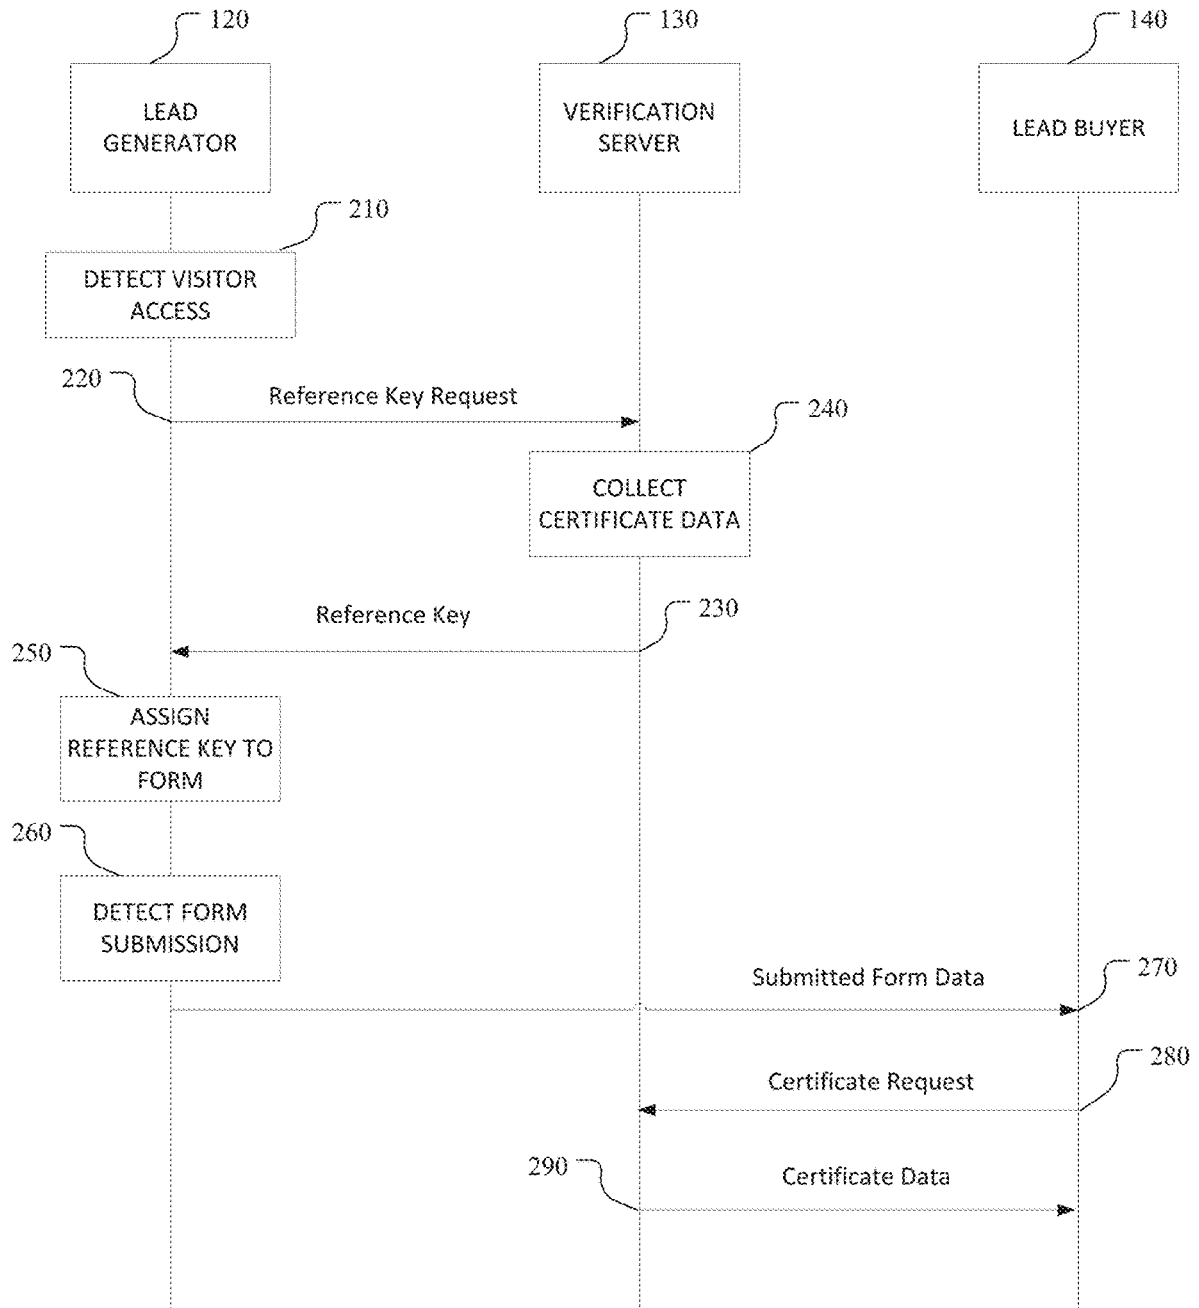 120
130
140
LEAD
GENERATOR
VERIFICATION
SERVER
LEAD BUYER
210
DETECT VISITOR
ACCESS
220
Reference Key Request
240
COLLECT
CERTIFICATE DATA
Reference Key
230
250
ASSIGN
REFERENCE KEY TO
FORM
260
DETECT FORM
SUBMISSION
Submitted Form Data
270
Certificate Request
280
290
Certificate Data